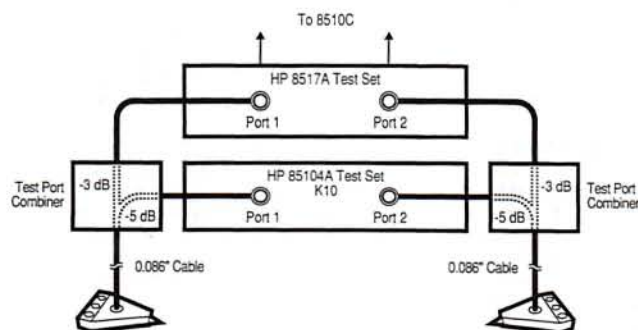 To 8510C
HP 8517A Test Set
Port 1
Port 2
-3 dB
-5 dB
Test Port
Combiner
HP 85104A Test Set
K10
Port 1
Port 2
-3 dB
-5 dB
Test Port
Combiner
0.086" Cable
0.086" Cable